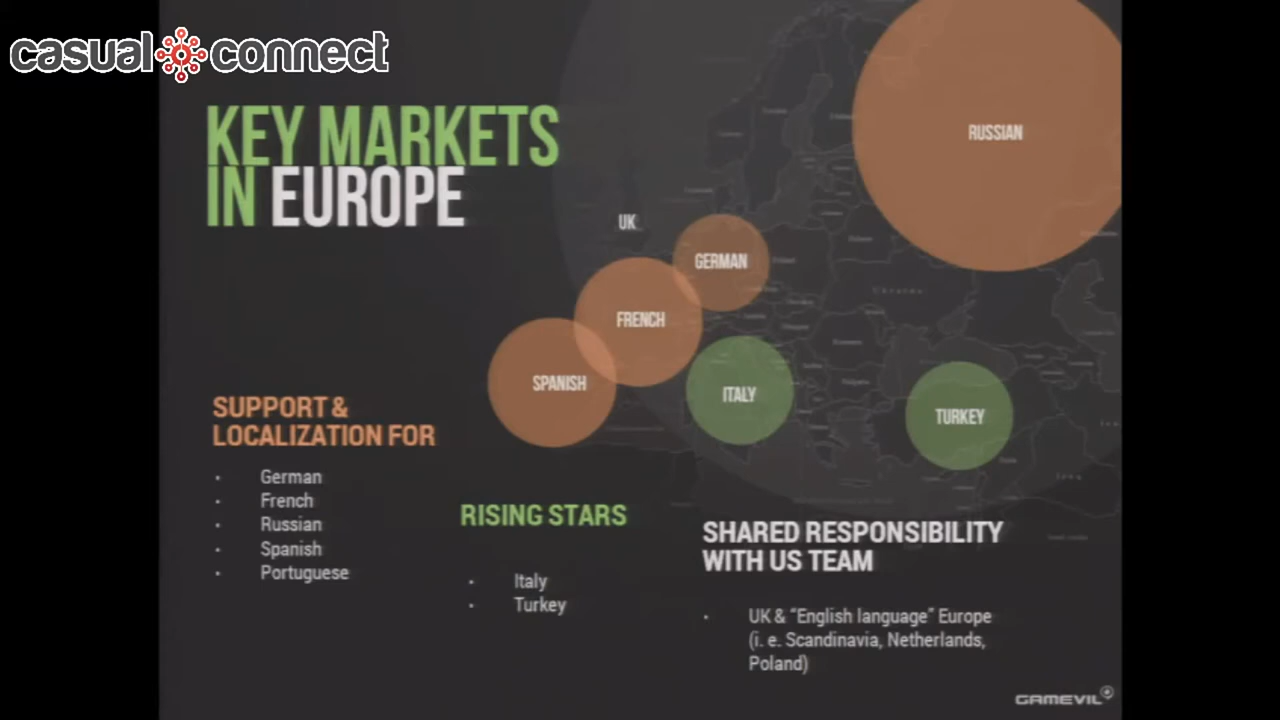 casual connect
KEY MARKETS
IN EUROPE
RUSSIAN
UK
GERMAN
FRENCH
SPANISH
ITALY
TURKEY
SUPPORT &
LOCALIZATION FOR
• German
• French
• Russian
• Spanish
• Portuguese
RISING STARS
• Italy
• Turkey
SHARED RESPONSIBILITY
WITH US TEAM
• UK & “English language” Europe
(i. e. Scandinavia, Netherlands,
Poland)
Ukraine
Iran
GAMEVIL